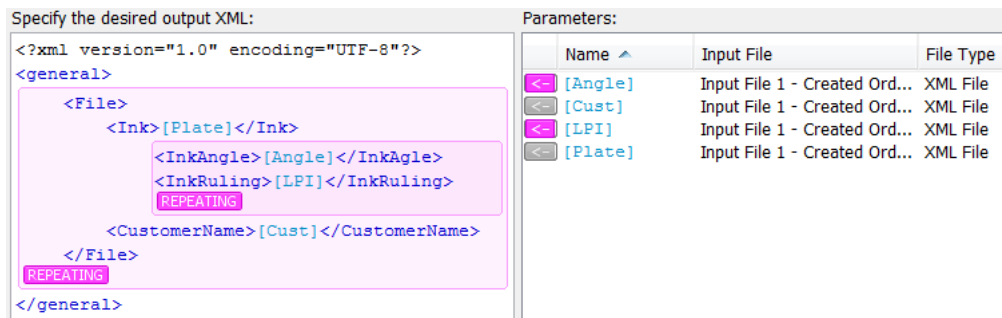 Specify the desired output XML:
<?xml version="1.0" encoding="UTF-8"?>
<general>
<File>
<Ink>[Plate]</Ink>
<InkAngle>[Angle]</InkAgle>
<InkRuling>[LPI]</InkRuling>
REPEATING
<CustomerName>[Cust]</CustomerName>
</File>
REPEATING
</general>
Parameters:
Name Input File File Type
<- [Angle] Input File 1 - Created Ord... XML File
<- [Cust] Input File 1 - Created Ord... XML File
<- [LPI] Input File 1 - Created Ord... XML File
<- [Plate] Input File 1 - Created Ord... XML File